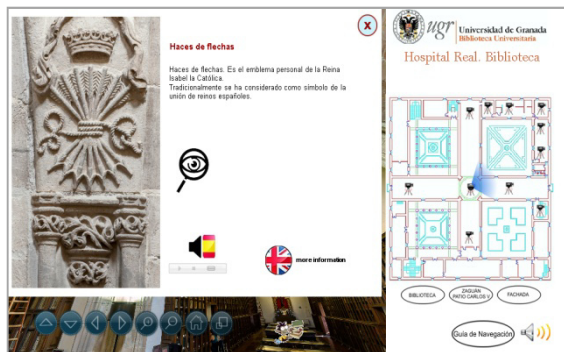 X
Haces de flechas
Haces de flechas. Es el emblema personal de la Reina
Isabel la Católica.
Tradicionalmente se ha considerado como símbolo de la
unión de reinos españoles.
more information
ugr
Universidad de Granada
Biblioteca Universitaria
Hospital Real. Biblioteca
BIBLIOTECA
ZAGUÁN
PATIO CARLOS V
FACHADA
Guía de Navegación